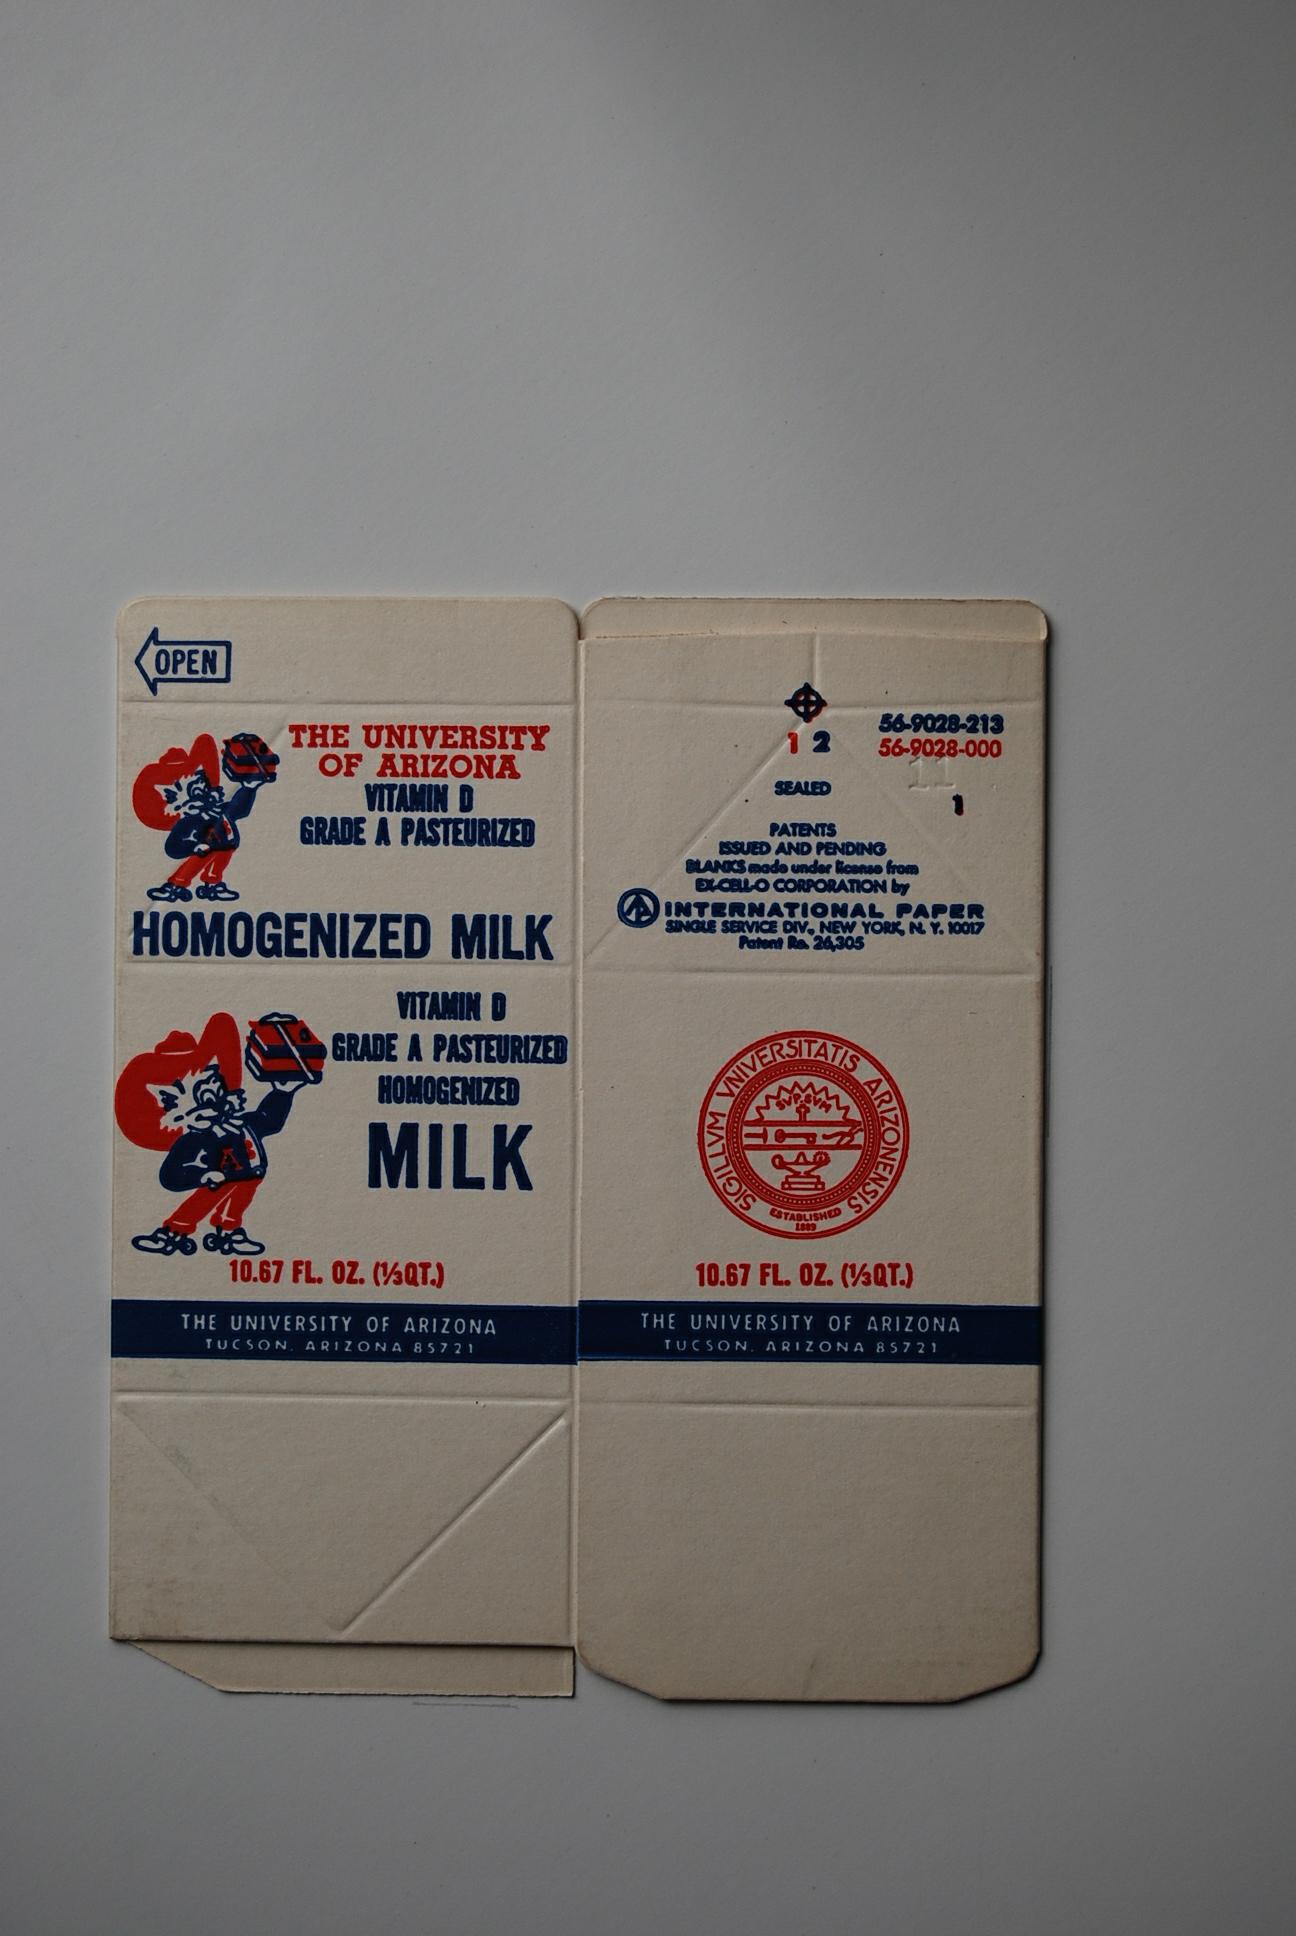 OPEN
THE UNIVERSITY
OF ARIZONA
VITAMIN D
GRADE A PASTEURIZED
HOMOGENIZED MILK
VITAMIN D
GRADE A PASTEURIZED
HOMOGENIZED
MILK
A
10.67 FL. OZ. (⅓QT.)
THE UNIVERSITY OF ARIZONA
TUCSON, ARIZONA 85721
56-9028-213
1 2
56-9028-000
11
1
SEALED
PATENTS
ISSUED AND PENDING
BLANKS made under license from
EX-CELL-O CORPORATION by
INTERNATIONAL PAPER
SINGLE SERVICE DIV., NEW YORK, N. Y. 10017
Patent Re. 26,305
SIGILLVM VNIVERSITATIS ARIZONENSIS
SVRSVM
ESTABLISHED
1885
10.67 FL. OZ. (⅓QT.)
THE UNIVERSITY OF ARIZONA
TUCSON, ARIZONA 85721